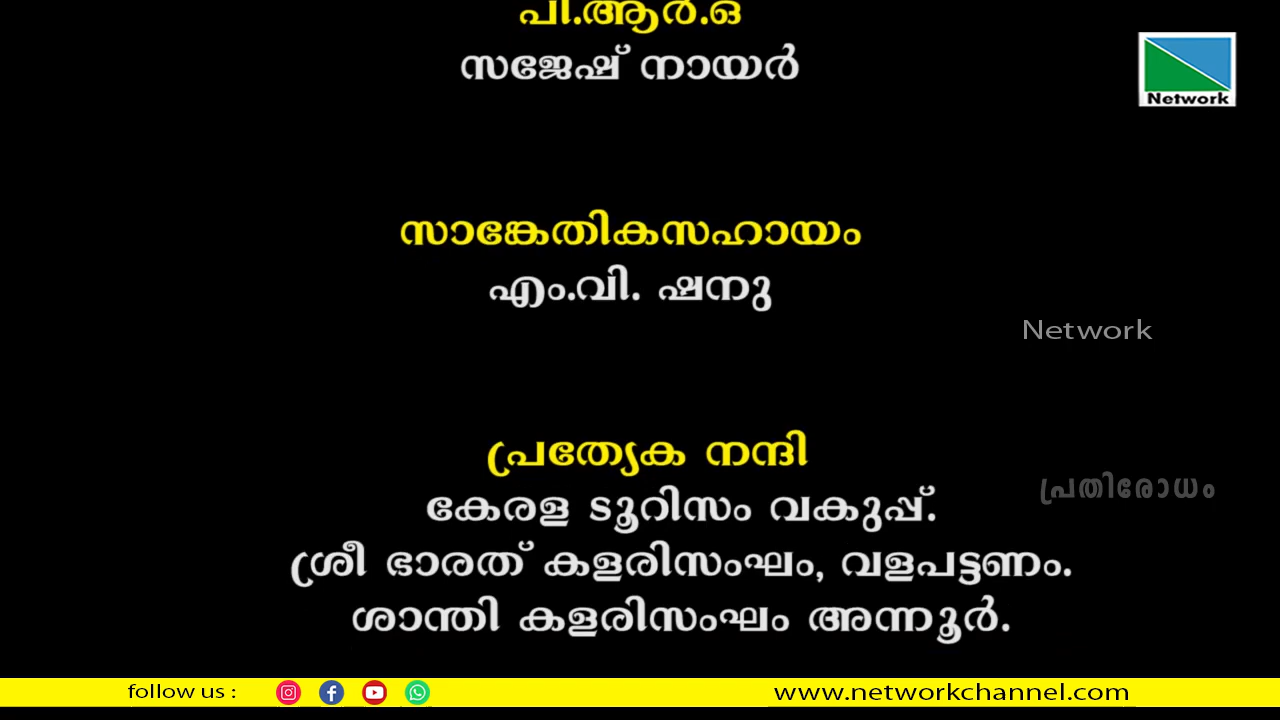 പി.ആർ.ഒ
സജേഷ് നായർ
Network
സാങ്കേതികസഹായം
എം.വി. ഷനു
Network
പ്രത്യേക നന്ദി
കേരള ടൂറിസം വകുപ്പ്.
പ്രതിരോധം
ശ്രീ ഭാരത് കളരിസംഘം, വളപട്ടണം.
ശാന്തി കളരിസംഘം അന്നൂർ.
follow us :
www.networkchannel.com